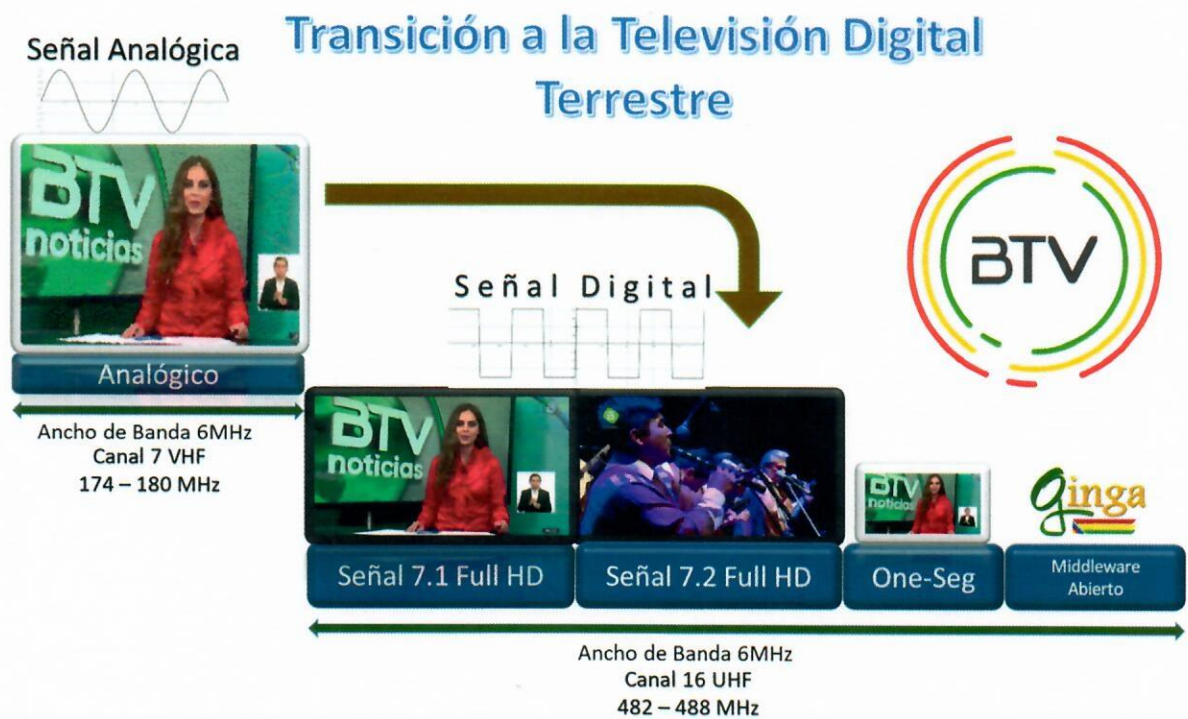 Transición a la Televisión Digital
Terrestre
Señal Analógica
BTV
noticias
Analógico
Ancho de Banda 6MHz
Canal 7 VHF
174 – 180 MHz
BTV
Señal Digital
BTV
noticias
Señal 7.1 Full HD
Señal 7.2 Full HD
BTV
noticias
One-Seg
ginga
Middleware
Abierto
Ancho de Banda 6MHz
Canal 16 UHF
482 – 488 MHz